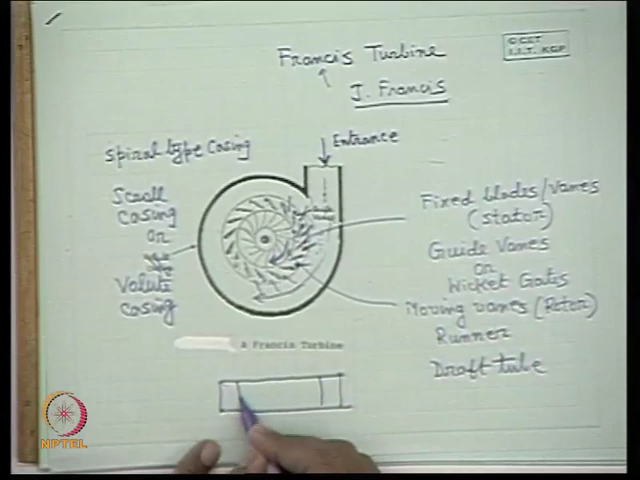 Francis Turbine
© CET
I.I.T. KGP
J. Francis
Entrance
Spiral type Casing
Scroll
Casing
or
Volute
Casing
Fixed blades/Vanes
(stator)
Guide Vanes
or
Wicket Gates
Moving vanes (Rotor)
Runner
Draft tube
A Francis Turbine
NPTEL